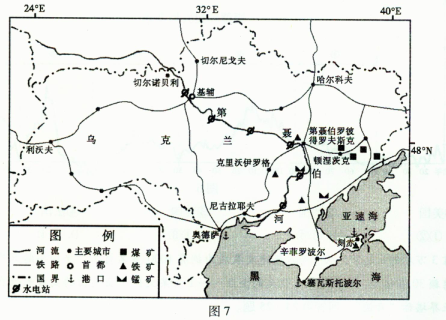 24°E 32°E 40°E
切尔诺贝利
切尔尼戈夫
哈尔科夫
基辅
第
聂
伯
河
乌 克 兰
第聂伯罗彼
得罗夫斯克
48°N
利沃夫
克里沃伊罗格
顿涅茨克
尼古拉耶夫
亚速海
敖德萨
刻赤
辛菲罗波尔
黑 海
塞瓦斯托波尔
图 例
河流 主要城市 煤矿
铁路 首都 铁矿
国界 港口 锰矿
水电站
图7